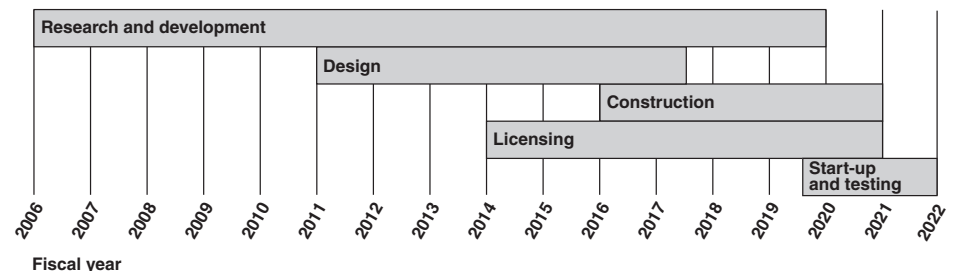 Research and development
Design
Construction
Licensing
Start-up
and testing
2006 2007 2008 2009 2010 2011 2012 2013 2014 2015 2016 2017 2018 2019 2020 2021 2022
Fiscal year